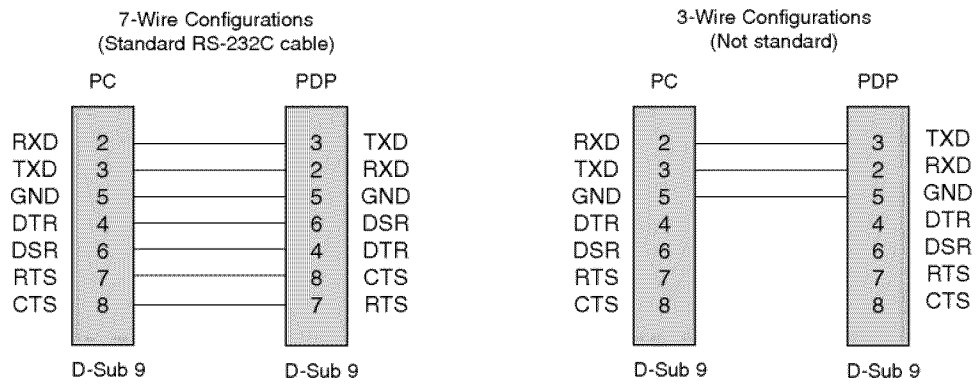 7-Wire Configurations
(Standard RS-232C cable)
PC PDP
RXD 2 3 TXD
TXD 3 2 RXD
GND 5 5 GND
DTR 4 6 DSR
DSR 6 4 DTR
RTS 7 8 CTS
CTS 8 7 RTS
D-Sub 9 D-Sub 9
3-Wire Configurations
(Not standard)
PC PDP
RXD 2 3 TXD
TXD 3 2 RXD
GND 5 5 GND
DTR 4 4 DTR
DSR 6 6 DSR
RTS 7 7 RTS
CTS 8 8 CTS
D-Sub 9 D-Sub 9